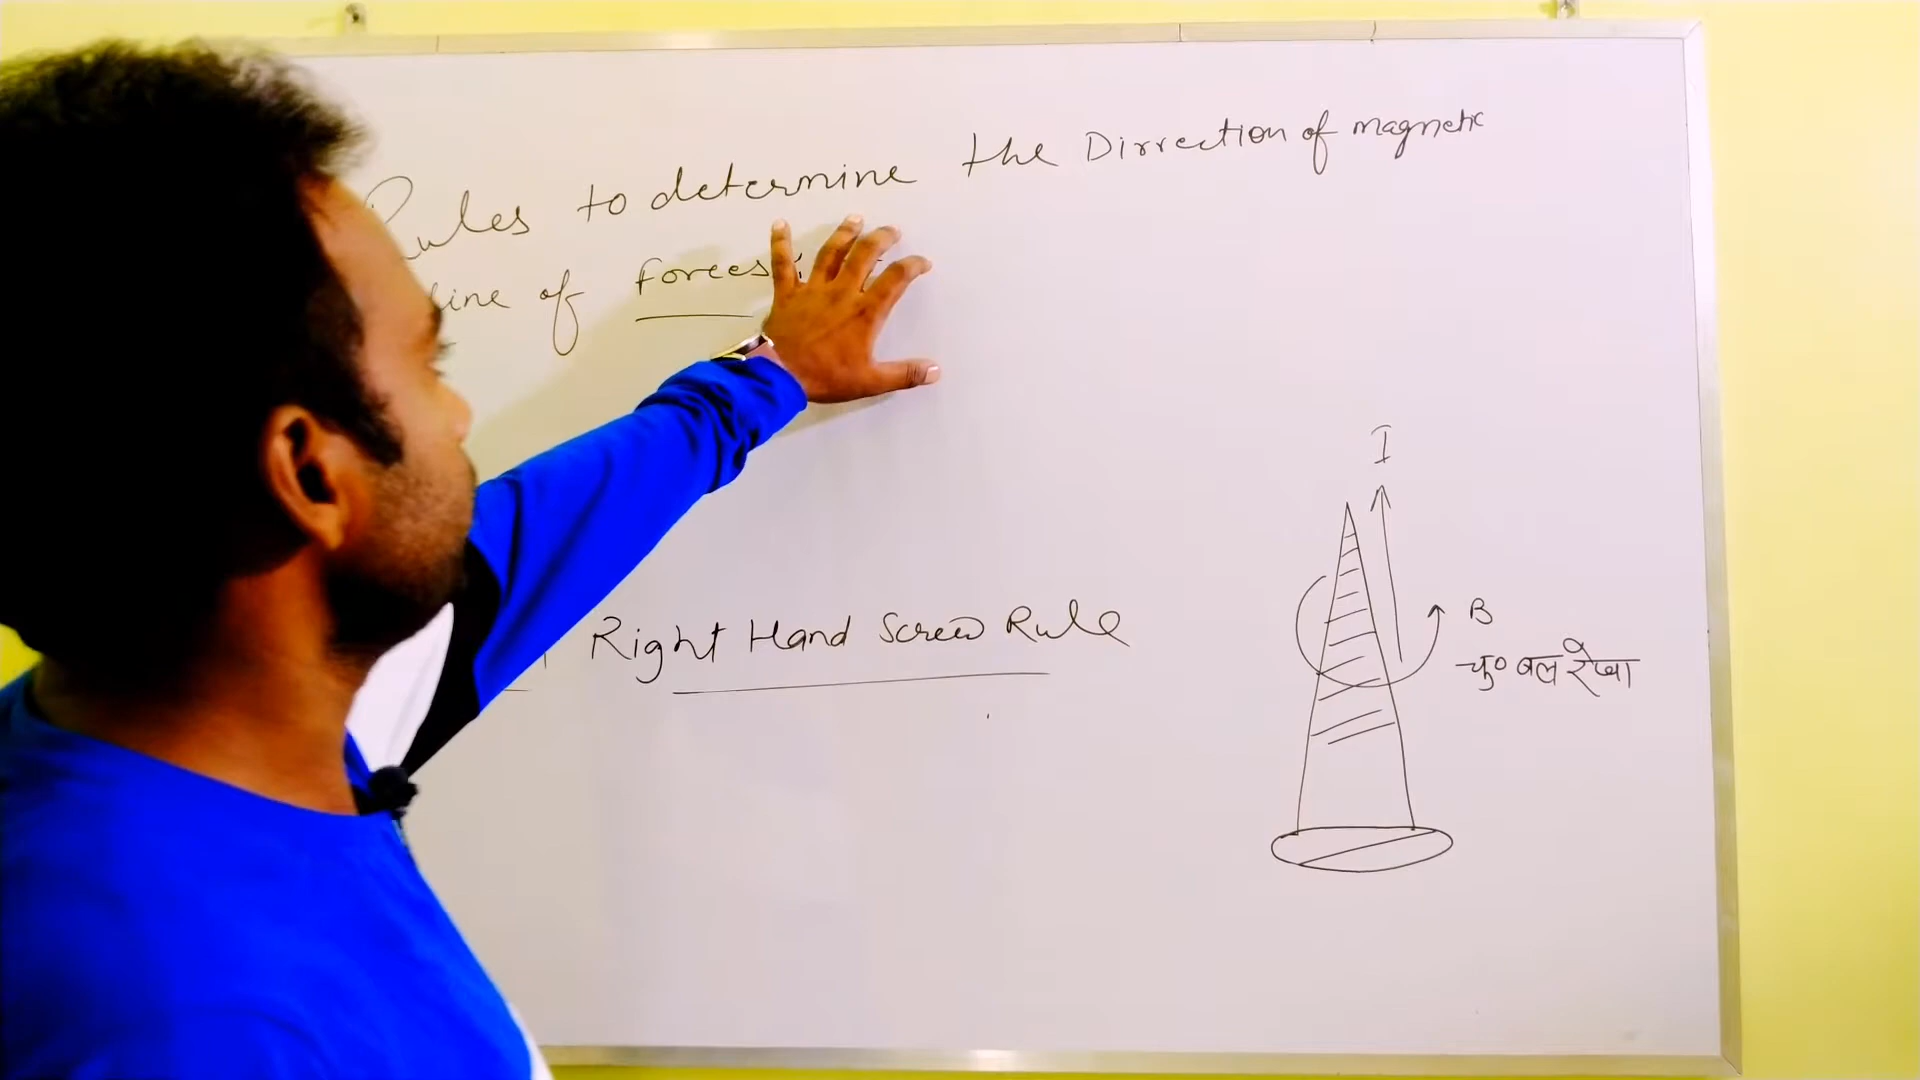 Rules to determine the Dirrection of magnetic
line of forces :
Right Hand Screw Rule
I
B
चु० बल रेखा